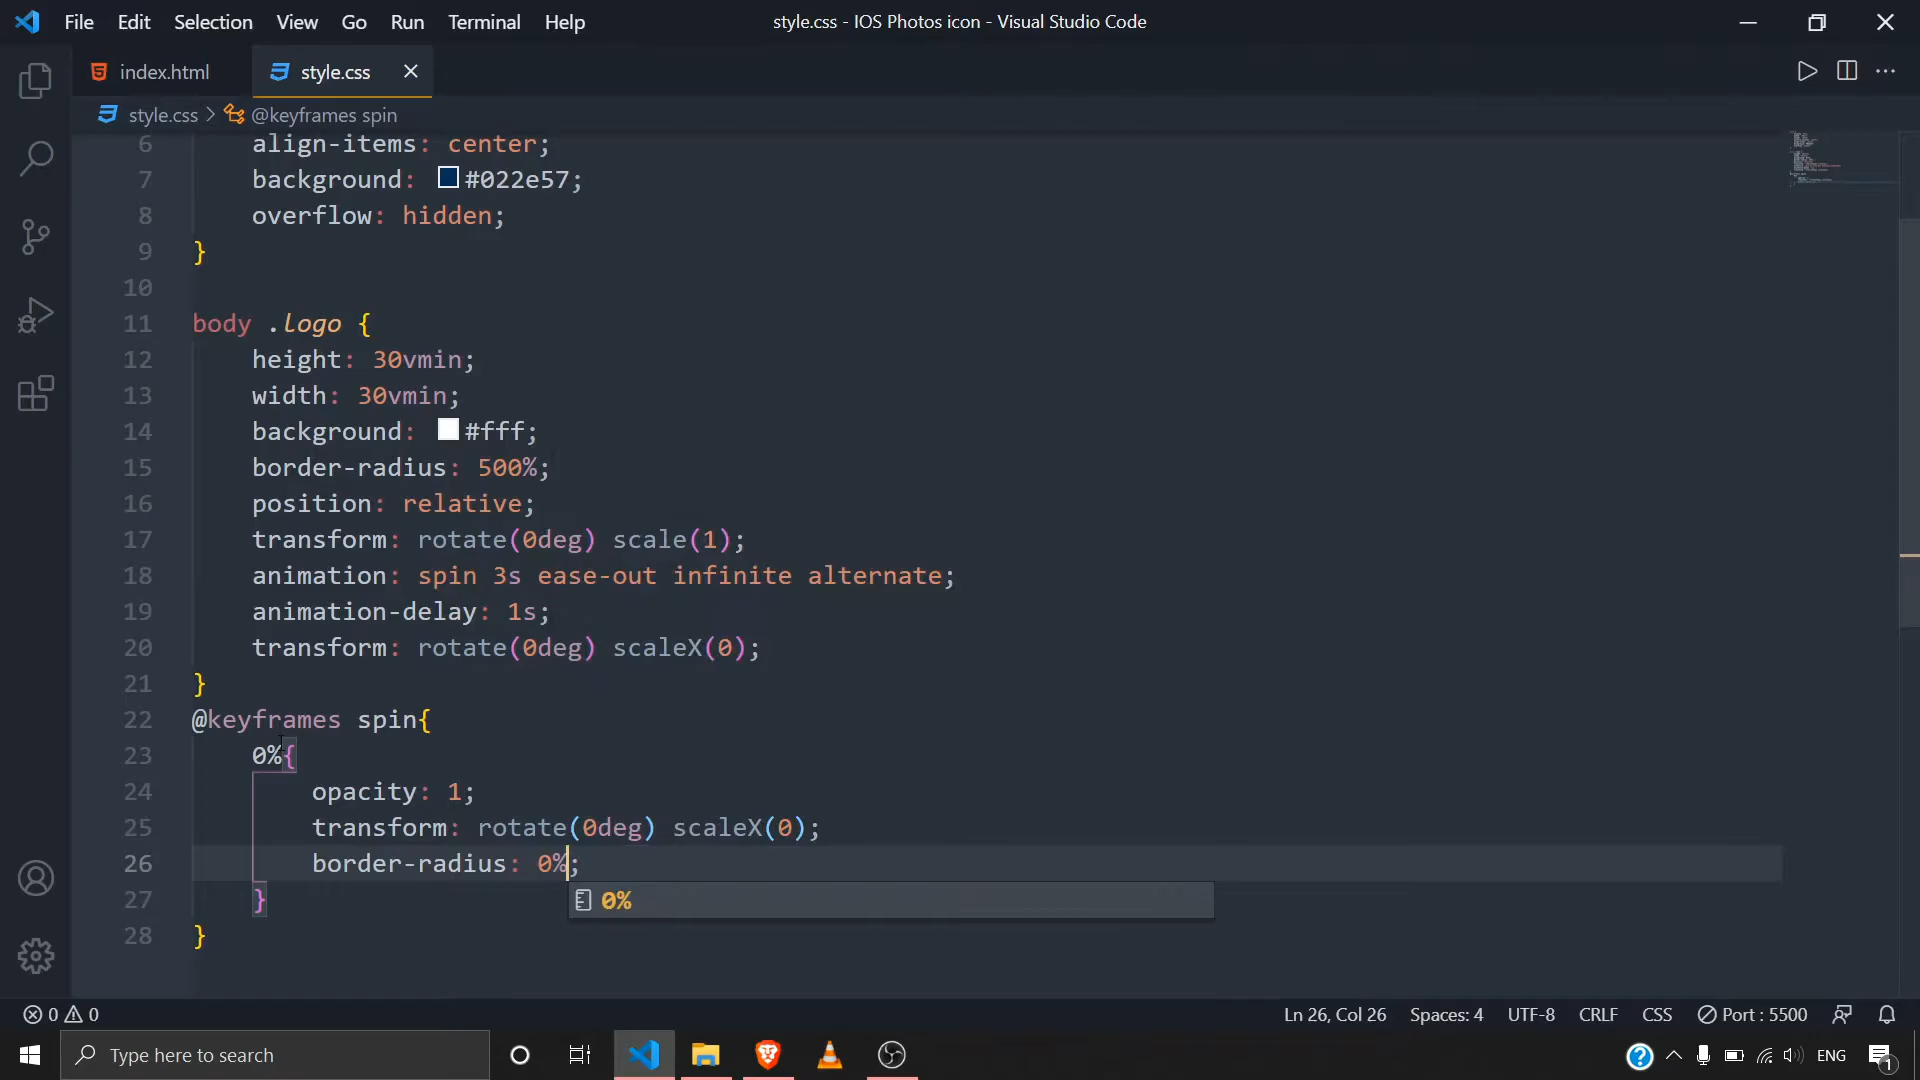 File Edit Selection View Go Run Terminal Help style.css - IOS Photos icon - Visual Studio Code
index.html style.css
style.css > @keyframes spin
6 align-items: center;
7 background: #022e57;
8 overflow: hidden;
9 }
10
11 body .logo {
12 height: 30vmin;
13 width: 30vmin;
14 background: #fff;
15 border-radius: 500%;
16 position: relative;
17 transform: rotate(0deg) scale(1);
18 animation: spin 3s ease-out infinite alternate;
19 animation-delay: 1s;
20 transform: rotate(0deg) scaleX(0);
21 }
22 @keyframes spin{
23 0%{
24 opacity: 1;
25 transform: rotate(0deg) scaleX(0);
26 border-radius: 0%;
27 }
0%
28 }
0 0 Ln 26, Col 26 Spaces: 4 UTF-8 CRLF CSS Port : 5500
Type here to search ENG 1